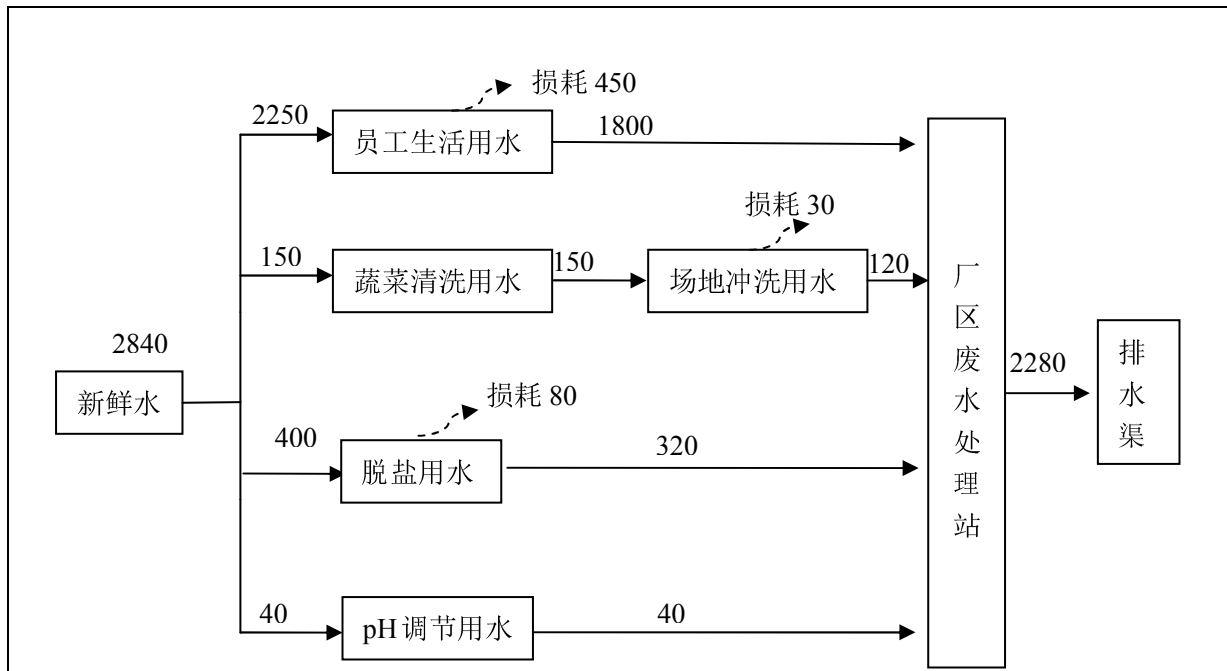 损耗 450
2250
员工生活用水
1800
损耗 30
150
蔬菜清洗用水
150
场地冲洗用水
120
2840
新鲜水
损耗 80
400
脱盐用水
320
40
pH 调节用水
40
厂区废水处理站
2280
排水渠